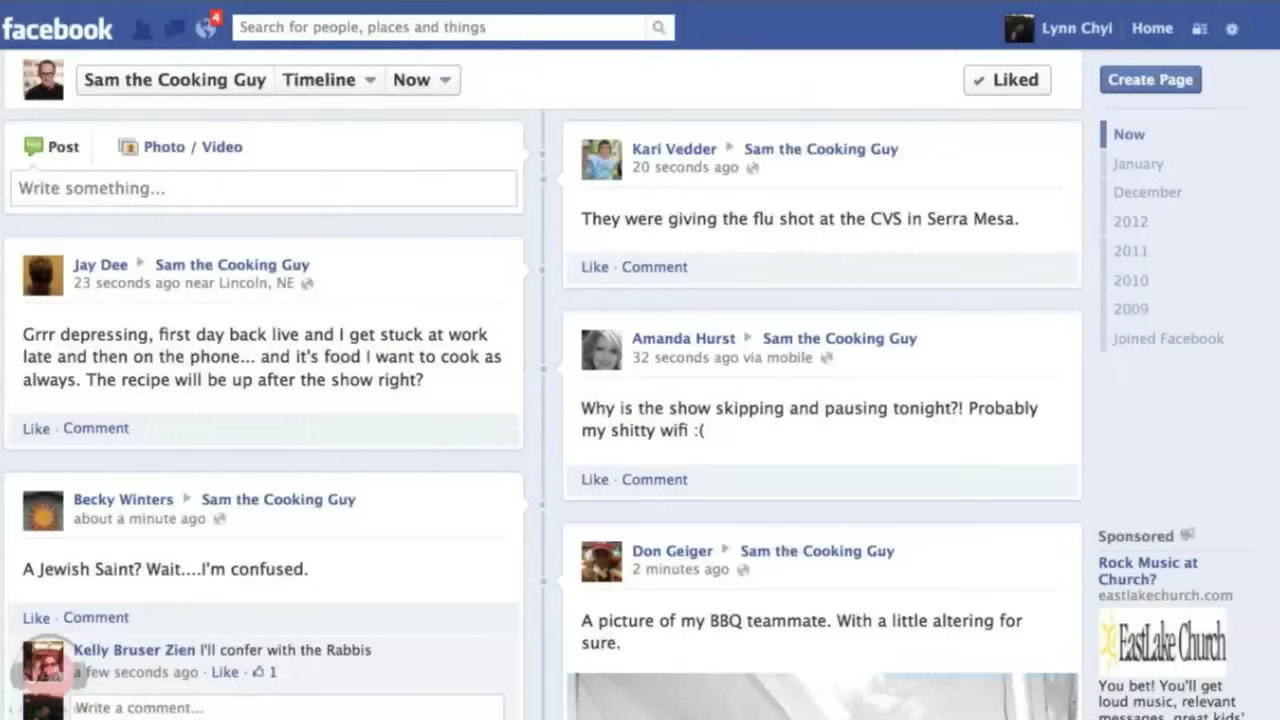 facebook
4
Search for people, places and things
Lynn Chyl
Home
Sam the Cooking Guy
Timeline
Now
Liked
Create Page
Post
Photo / Video
Write something...
Jay Dee
Sam the Cooking Guy
23 seconds ago near Lincoln, NE
Grrr depressing, first day back live and I get stuck at work
late and then on the phone... and it's food I want to cook as
always. The recipe will be up after the show right?
Like · Comment
Becky Winters
Sam the Cooking Guy
about a minute ago
A Jewish Saint? Wait....I'm confused.
Like · Comment
Kelly Bruser Zien I'll confer with the Rabbis
a few seconds ago · Like · 1
Write a comment...
Kari Vedder
Sam the Cooking Guy
20 seconds ago
They were giving the flu shot at the CVS in Serra Mesa.
Like · Comment
Amanda Hurst
Sam the Cooking Guy
32 seconds ago via mobile
Why is the show skipping and pausing tonight?! Probably
my shitty wifi :(
Like · Comment
Don Geiger
Sam the Cooking Guy
2 minutes ago
A picture of my BBQ teammate. With a little altering for
sure.
Now
January
December
2012
2011
2010
2009
Joined Facebook
Sponsored
Rock Music at
Church?
eastlakechurch.com
EastLake Church
You bet! You'll get
loud music, relevant
messages, great kids'